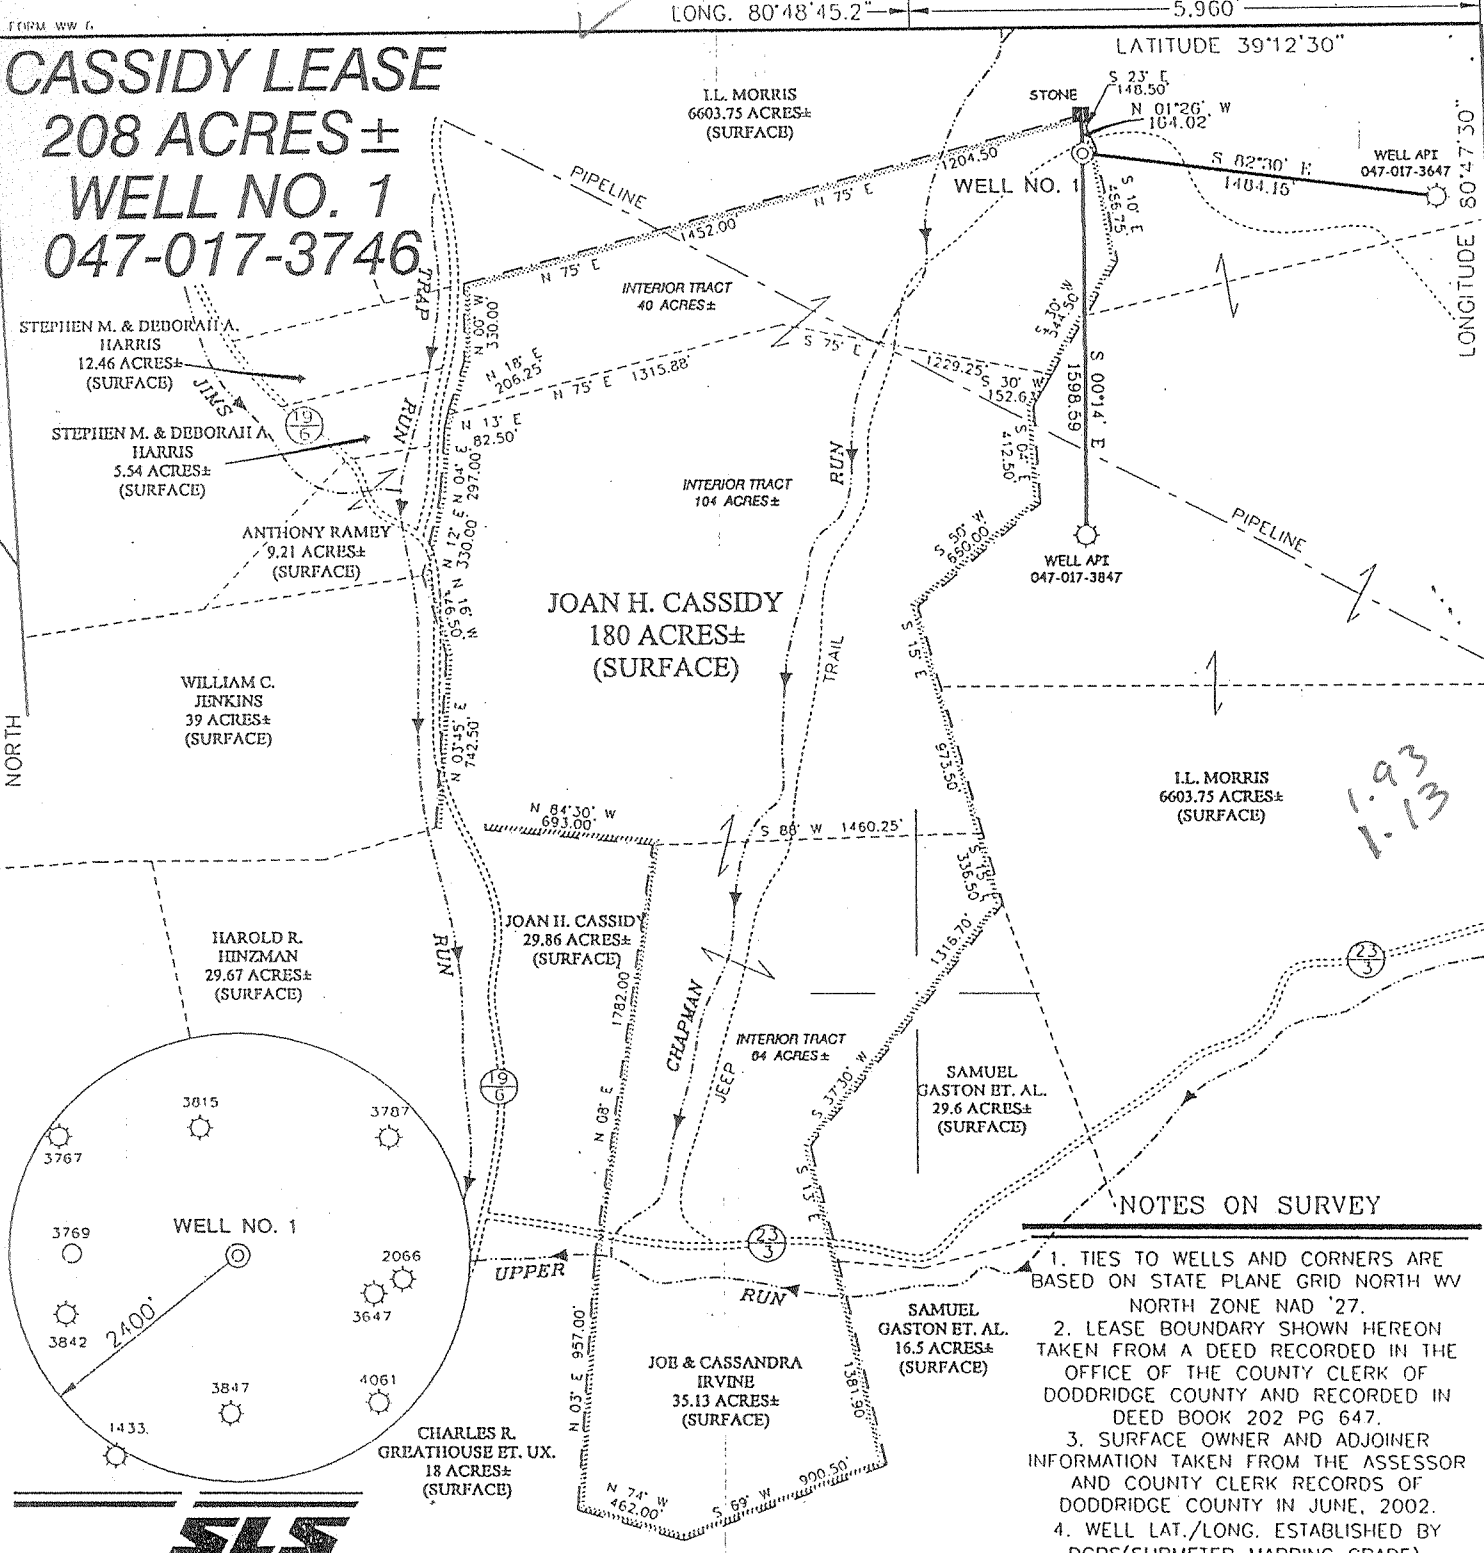 FORM WW 6
LONG. 80°48'45.2"
5,960'
LATITUDE 39°12'30"
LONGITUDE 80°47'30"
CASSIDY LEASE
208 ACRES±
WELL NO. 1
047-017-3746
I.L. MORRIS
6603.75 ACRES±
(SURFACE)
STONE
S 23° E
148.50'
N 01°26' W
164.02'
WELL NO. 1
S 82°30' E
1484.15'
WELL API
047-017-3647
PIPELINE
N 75° E
1452.00'
N 75° E
1204.50
S 10° E
S 30° W
344.50
S 00°14' E
1598.59
TRAP
RUN
N 00° W
330.00
INTERIOR TRACT
40 ACRES±
STEPHEN M. & DEBORAH A.
HARRIS
12.46 ACRES±
(SURFACE)
JIMS
19
6
N 18° E
206.25'
N 75° E 1315.88'
S 75° E
1229.25'
S 30° W
STEPHEN M. & DEBORAH A.
HARRIS
5.54 ACRES±
(SURFACE)
N 13° E
82.50'
N 04° E
297.00'
N 12° E
330.00'
S 04° E
412.50'
RUN
INTERIOR TRACT
104 ACRES±
ANTHONY RAMEY
9.21 ACRES±
(SURFACE)
S 50° W
650.00'
PIPELINE
WELL API
047-017-3847
JOAN H. CASSIDY
180 ACRES±
(SURFACE)
N 16° W
S 15° E
973.50'
TRAIL
NORTH
WILLIAM C.
JENKINS
39 ACRES±
(SURFACE)
N 03°45' E
742.50'
I.L. MORRIS
6603.75 ACRES±
(SURFACE)
1.93
1.13
N 84°30' W
693.00'
S 88° W 1460.25'
S 15° E
336.50'
HAROLD R.
HINZMAN
29.67 ACRES±
(SURFACE)
RUN
JOAN H. CASSIDY
29.86 ACRES±
(SURFACE)
1782.00'
N 08° E
CHAPMAN
JEEP
INTERIOR TRACT
64 ACRES±
1316.70'
S 37°30' W
23
3
SAMUEL
GASTON ET. AL.
29.6 ACRES±
(SURFACE)
19
6
S 13° E
1381.90
3767
3815
3787
3769
WELL NO. 1
2066
3647
3842
2400'
3847
4061
1433
UPPER
RUN
23
3
SAMUEL
GASTON ET. AL.
16.5 ACRES±
(SURFACE)
JOE & CASSANDRA
IRVINE
35.13 ACRES±
(SURFACE)
N 03° E 957.00'
CHARLES R.
GREATHOUSE ET. UX.
18 ACRES±
(SURFACE)
N 74° W
462.00'
S 69° W
900.50'
SLS
NOTES ON SURVEY
1. TIES TO WELLS AND CORNERS ARE
BASED ON STATE PLANE GRID NORTH WV
NORTH ZONE NAD '27.
2. LEASE BOUNDARY SHOWN HEREON
TAKEN FROM A DEED RECORDED IN THE
OFFICE OF THE COUNTY CLERK OF
DODDRIDGE COUNTY AND RECORDED IN
DEED BOOK 202 PG 647.
3. SURFACE OWNER AND ADJOINER
INFORMATION TAKEN FROM THE ASSESSOR
AND COUNTY CLERK RECORDS OF
DODDRIDGE COUNTY IN JUNE, 2002.
4. WELL LAT./LONG. ESTABLISHED BY
DGPS(SUBMETER MAPPING GRADE)